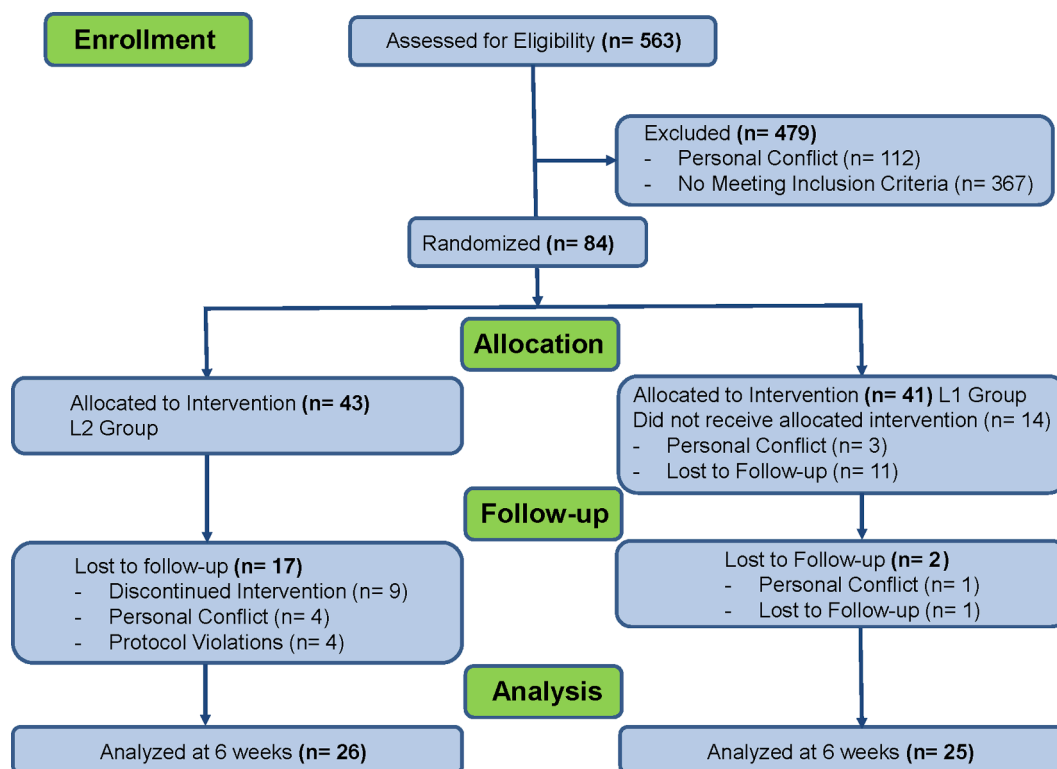 Enrollment
Assessed for Eligibility (n= 563)
Excluded (n= 479)
- Personal Conflict (n= 112)
- No Meeting Inclusion Criteria (n= 367)
Randomized (n= 84)
Allocation
Allocated to Intervention (n= 43)
L2 Group
Allocated to Intervention (n= 41) L1 Group
Did not receive allocated intervention (n= 14)
- Personal Conflict (n= 3)
- Lost to Follow-up (n= 11)
Follow-up
Lost to follow-up (n= 17)
- Discontinued Intervention (n= 9)
- Personal Conflict (n= 4)
- Protocol Violations (n= 4)
Lost to Follow-up (n= 2)
- Personal Conflict (n= 1)
- Lost to Follow-up (n= 1)
Analysis
Analyzed at 6 weeks (n= 26)
Analyzed at 6 weeks (n= 25)